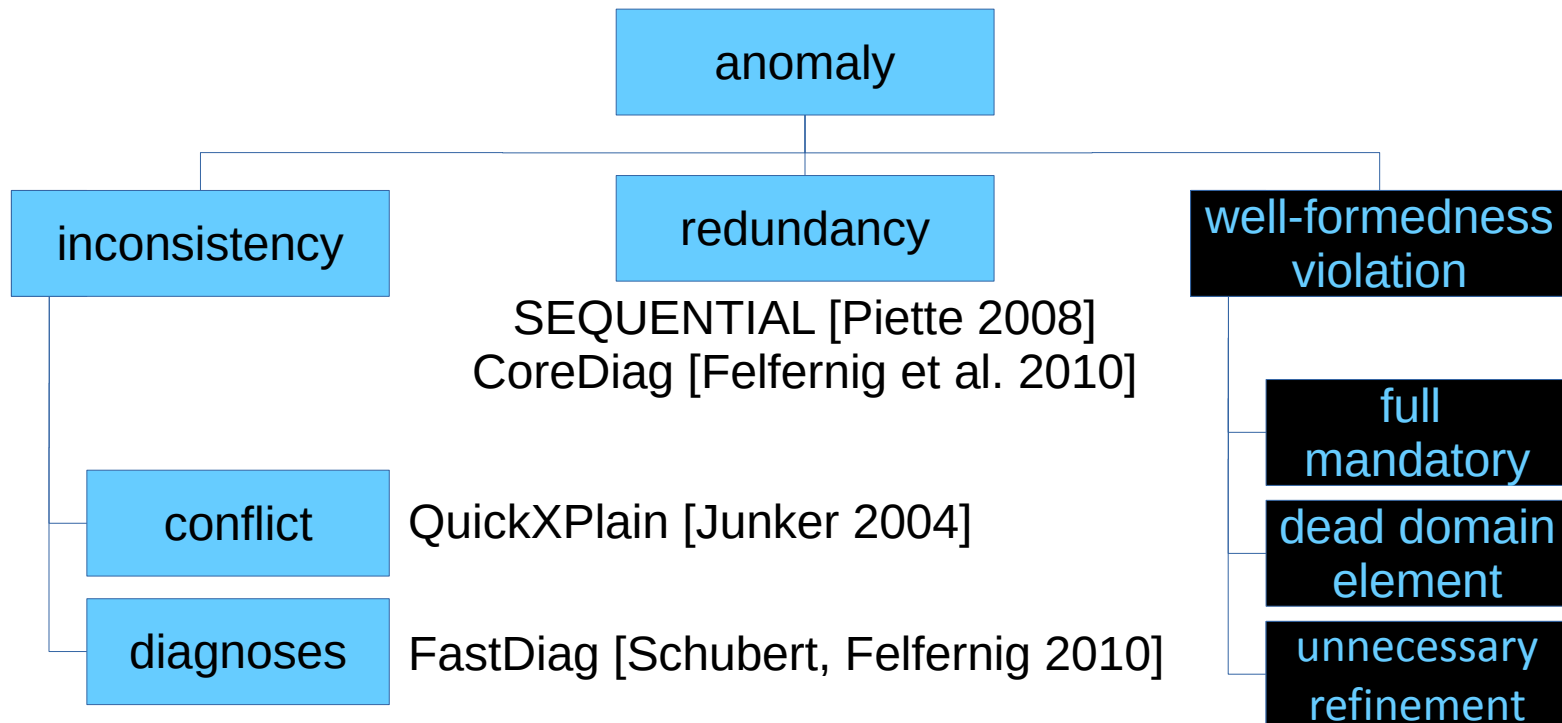 anomaly
inconsistency
redundancy
well-formedness
violation
SEQUENTIAL [Piette 2008]
CoreDiag [Felfernig et al. 2010]
full
mandatory
conflict
QuickXPlain [Junker 2004]
dead domain
element
diagnoses
FastDiag [Schubert, Felfernig 2010]
unnecessary
refinement